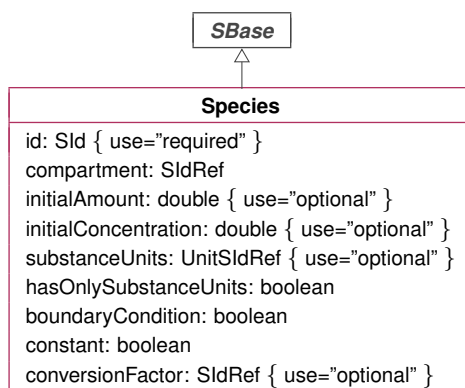 SBase
Species
id: SId { use=”required” }
compartment: SIdRef
initialAmount: double { use=”optional” }
initialConcentration: double { use=”optional” }
substanceUnits: UnitSIdRef { use=”optional” }
hasOnlySubstanceUnits: boolean
boundaryCondition: boolean
constant: boolean
conversionFactor: SIdRef { use=”optional” }